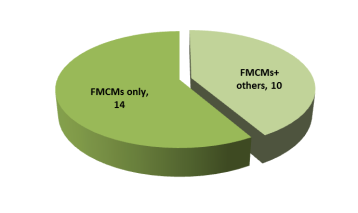 FMCMs only,
14
FMCMs+
others, 10